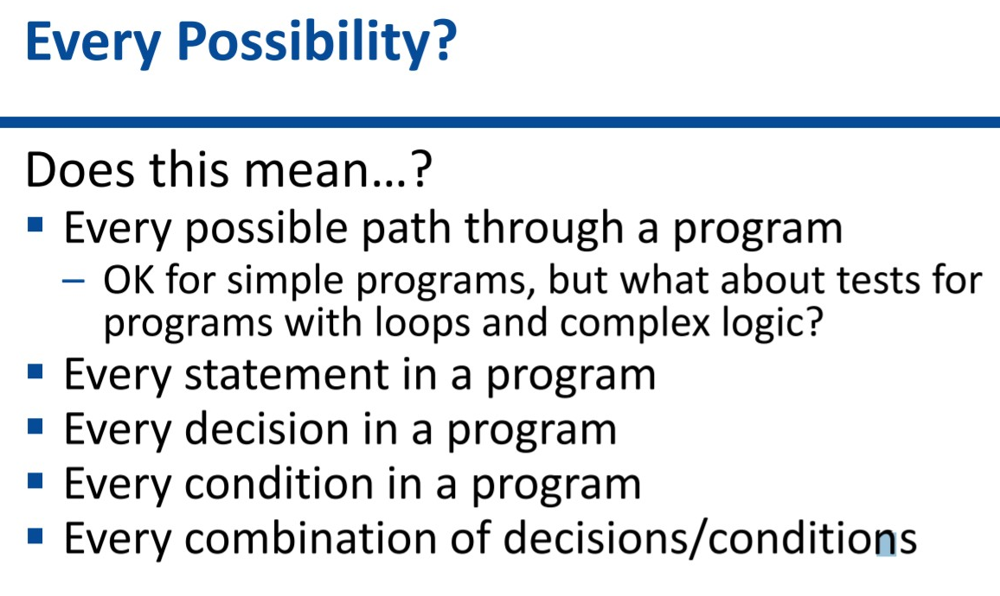 Every Possibility?
Does this mean...?
▪ Every possible path through a program
– OK for simple programs, but what about tests for
programs with loops and complex logic?
▪ Every statement in a program
▪ Every decision in a program
▪ Every condition in a program
▪ Every combination of decisions/conditions